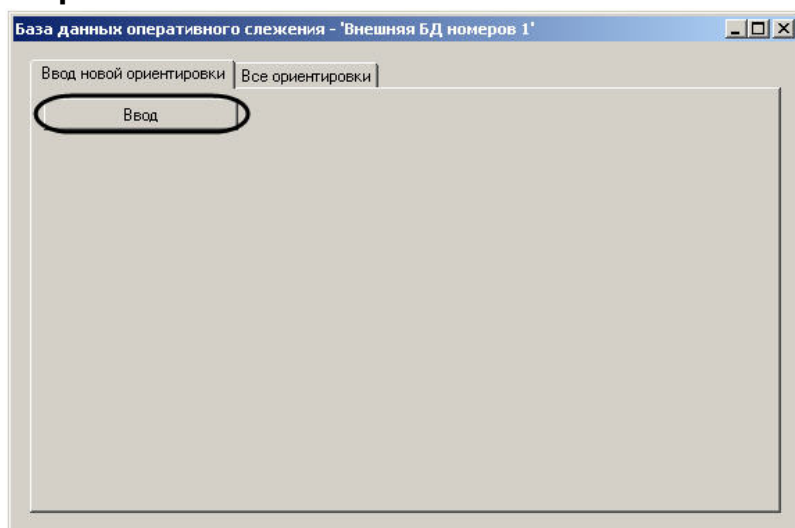 База данных оперативного слежения - 'Внешняя БД номеров 1'
Ввод новой ориентировки Все ориентировки
Ввод